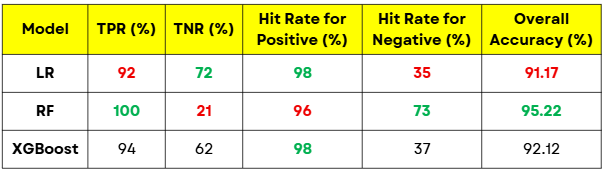 Model TPR (%) TNR (%) Hit Rate for Positive (%) Hit Rate for Negative (%) Overall Accuracy (%)
LR 92 72 98 35 91.17
RF 100 21 96 73 95.22
XGBoost 94 62 98 37 92.12